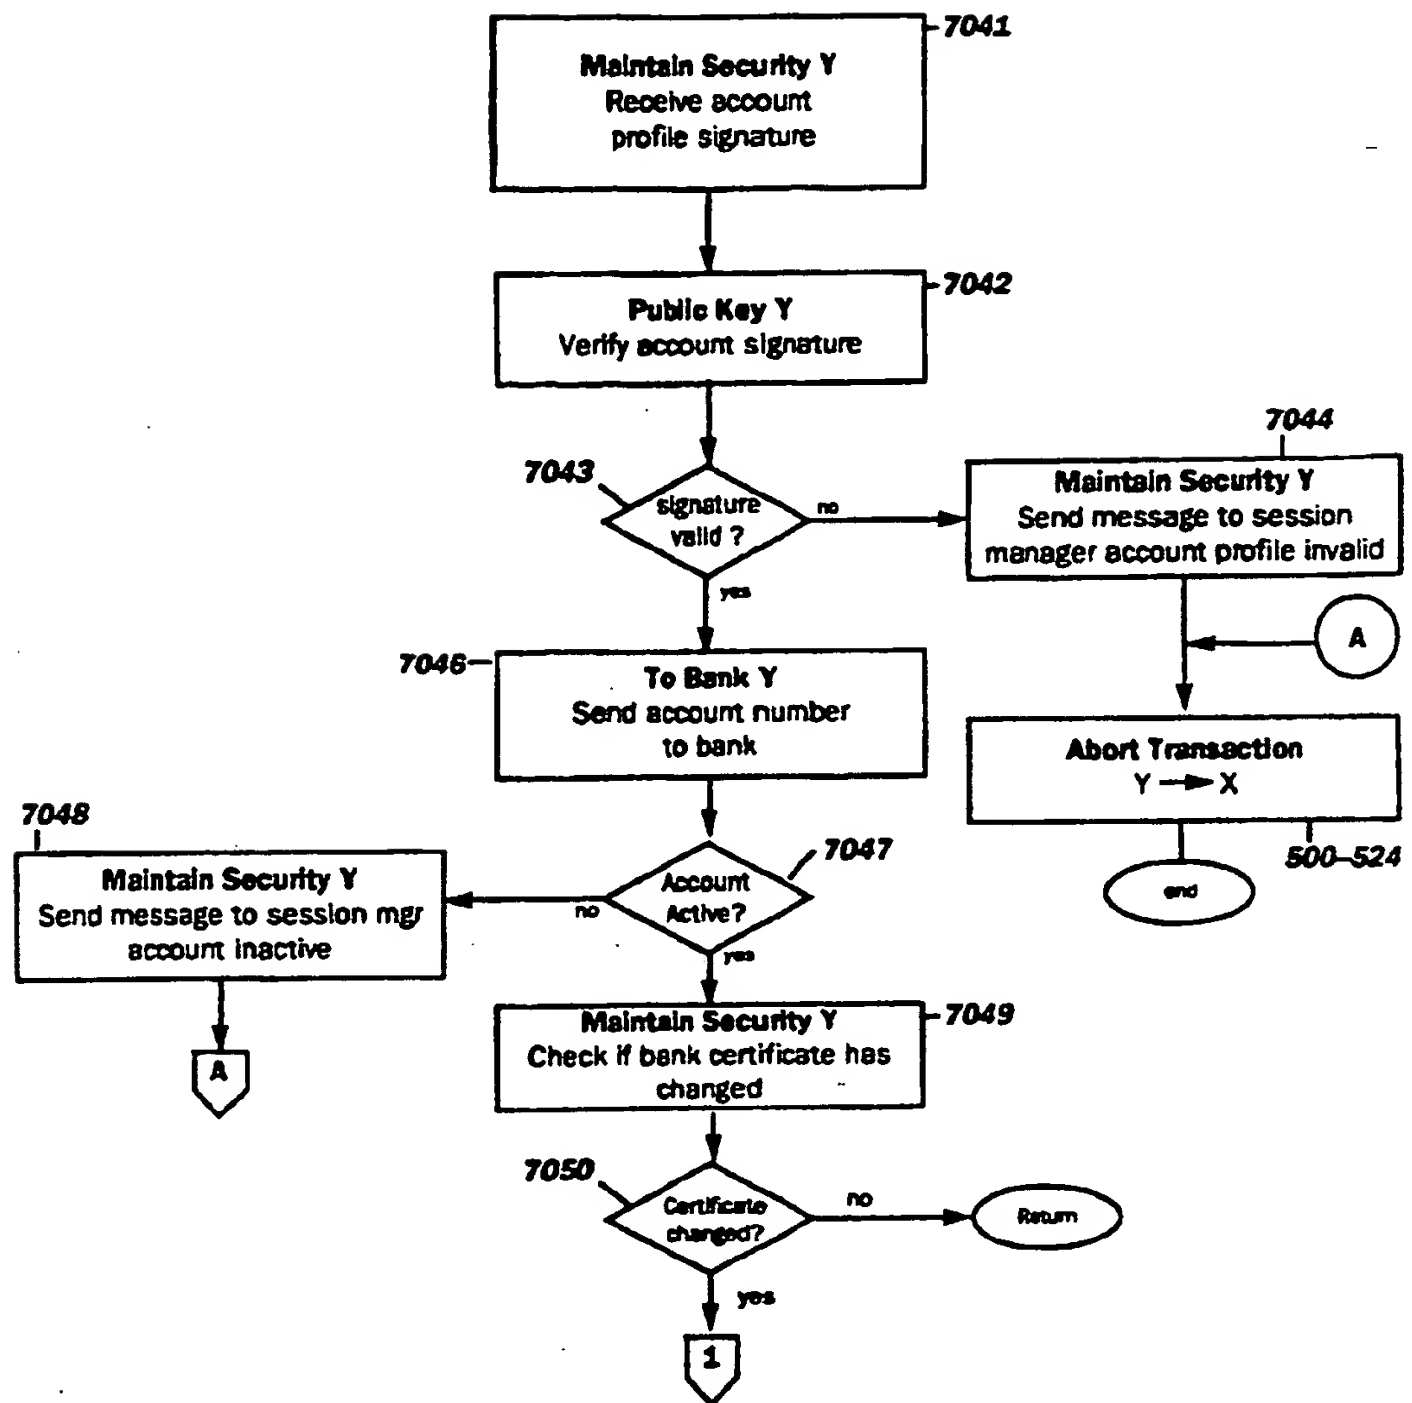 7041
Maintain Security Y
Receive account
profile signature
7042
Public Key Y
Verify account signature
7043
signature
valid ?
no
yes
7044
Maintain Security Y
Send message to session
manager account profile invalid
A
7046
To Bank Y
Send account number
to bank
Abort Transaction
Y X
500-524
end
7047
Account
Active?
no
yes
7048
Maintain Security Y
Send message to session mgr
account inactive
A
7049
Maintain Security Y
Check if bank certificate has
changed
7050
Certificate
changed?
no
Return
yes
1